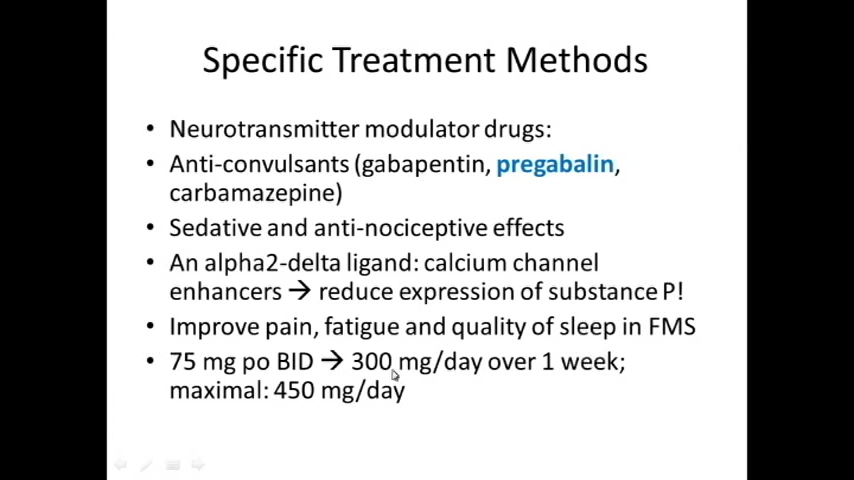 Specific Treatment Methods
• Neurotransmitter modulator drugs:
• Anti-convulsants (gabapentin, pregabalin,
carbamazepine)
• Sedative and anti-nociceptive effects
• An alpha2-delta ligand: calcium channel
enhancers → reduce expression of substance P!
• Improve pain, fatigue and quality of sleep in FMS
• 75 mg po BID → 300 mg/day over 1 week;
maximal: 450 mg/day